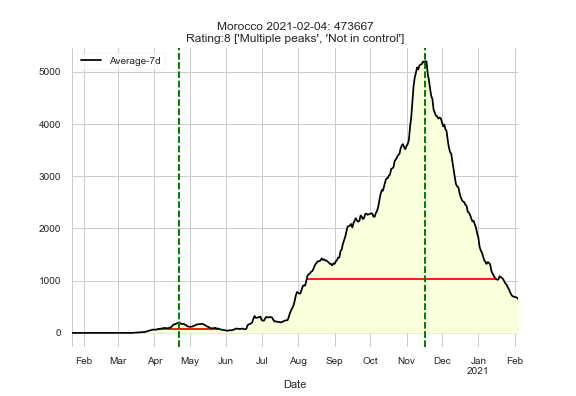 Morocco 2021-02-04: 473667
Rating:8 ['Multiple peaks', 'Not in control']
Average-7d
5000
4000
3000
2000
1000
0
Feb Mar Apr May Jun Jul Aug Sep Oct Nov Dec Jan Feb
2021
Date